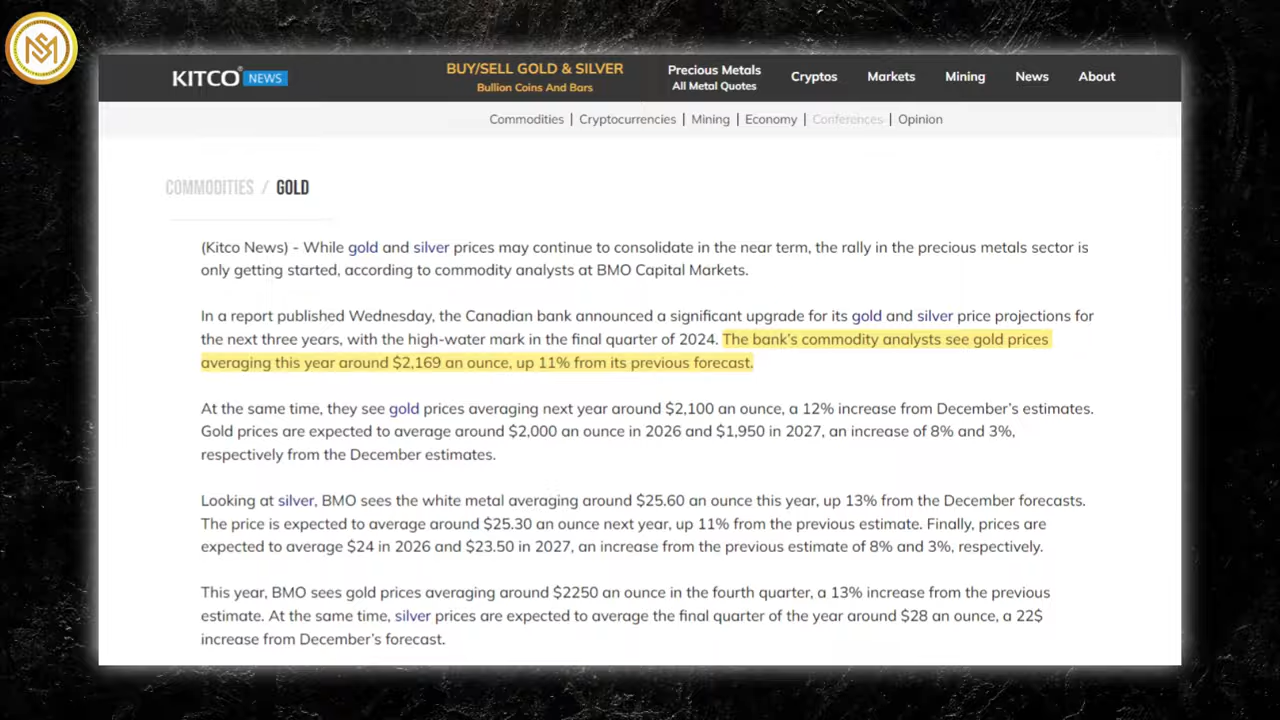 KITCO NEWS
BUY/SELL GOLD & SILVER
Bullion Coins And Bars
Precious Metals
All Metal Quotes
Cryptos
Markets
Mining
News
About
Commodities | Cryptocurrencies | Mining | Economy | Conferences | Opinion
COMMODITIES / GOLD
(Kitco News) - While gold and silver prices may continue to consolidate in the near term, the rally in the precious metals sector is
only getting started, according to commodity analysts at BMO Capital Markets.
In a report published Wednesday, the Canadian bank announced a significant upgrade for its gold and silver price projections for
the next three years, with the high-water mark in the final quarter of 2024. The bank's commodity analysts see gold prices
averaging this year around $2,169 an ounce, up 11% from its previous forecast.
At the same time, they see gold prices averaging next year around $2,100 an ounce, a 12% increase from December's estimates.
Gold prices are expected to average around $2,000 an ounce in 2026 and $1,950 in 2027, an increase of 8% and 3%,
respectively from the December estimates.
Looking at silver, BMO sees the white metal averaging around $25.60 an ounce this year, up 13% from the December forecasts.
The price is expected to average around $25.30 an ounce next year, up 11% from the previous estimate. Finally, prices are
expected to average $24 in 2026 and $23.50 in 2027, an increase from the previous estimate of 8% and 3%, respectively.
This year, BMO sees gold prices averaging around $2250 an ounce in the fourth quarter, a 13% increase from the previous
estimate. At the same time, silver prices are expected to average the final quarter of the year around $28 an ounce, a 22$
increase from December's forecast.